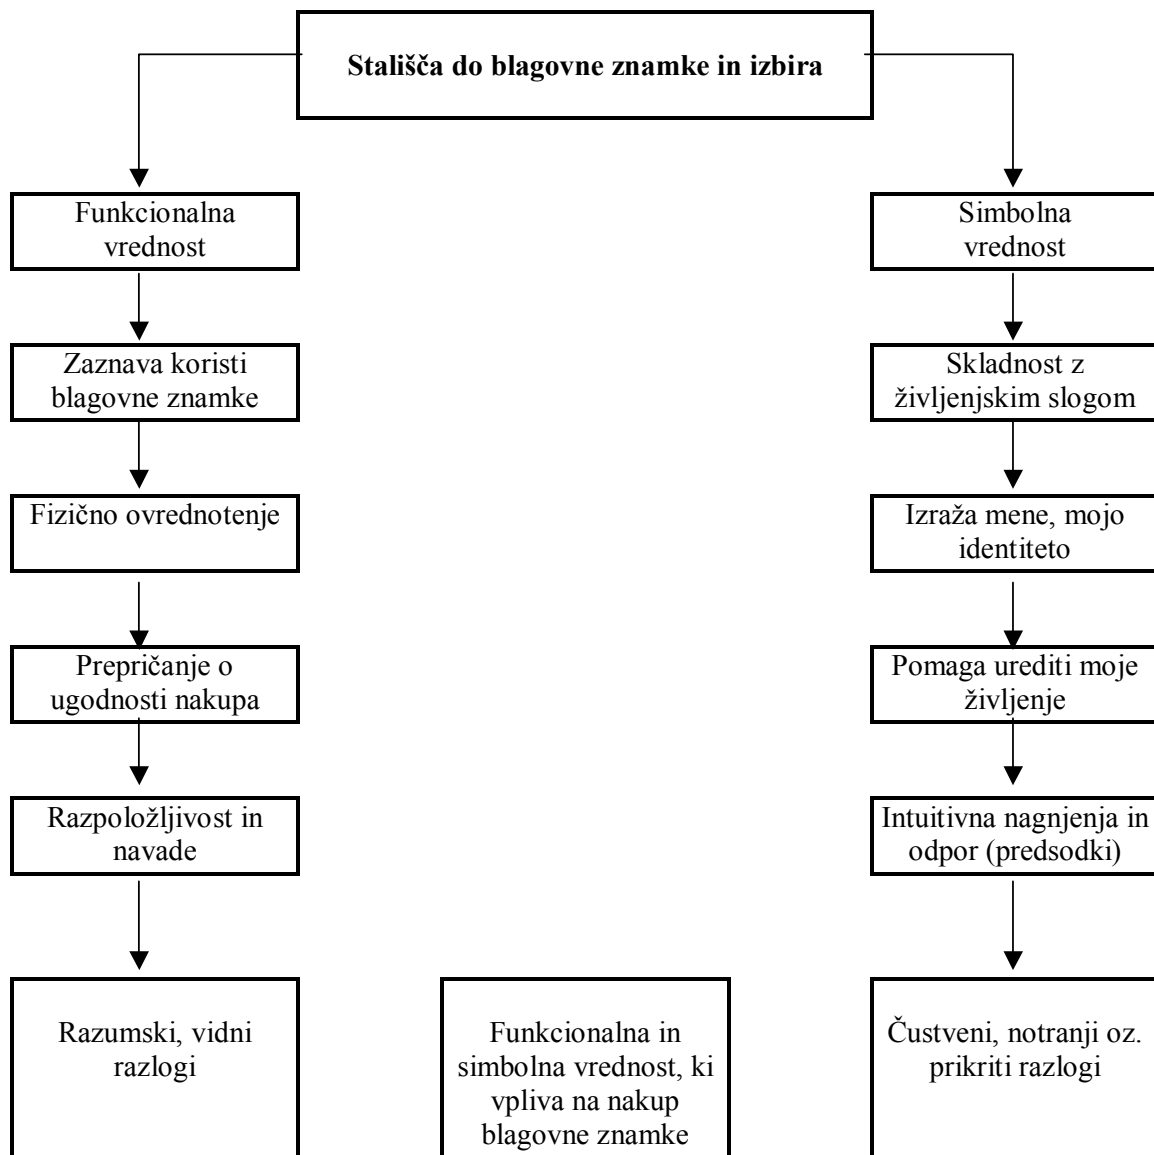 Stališča do blagovne znamke in izbira
Funkcionalna
vrednost
Simbolna
vrednost
Zaznava koristi
blagovne znamke
Skladnost z
življenjskim slogom
Fizično ovrednotenje
Izraža mene, mojo
identiteto
Prepričanje o
ugodnosti nakupa
Pomaga urediti moje
življenje
Razpoložljivost in
navade
Intuitivna nagnjenja in
odpor (predsodki)
Razumski, vidni
razlogi
Funkcionalna in
simbolna vrednost, ki
vpliva na nakup
blagovne znamke
Čustveni, notranji oz.
prikriti razlogi